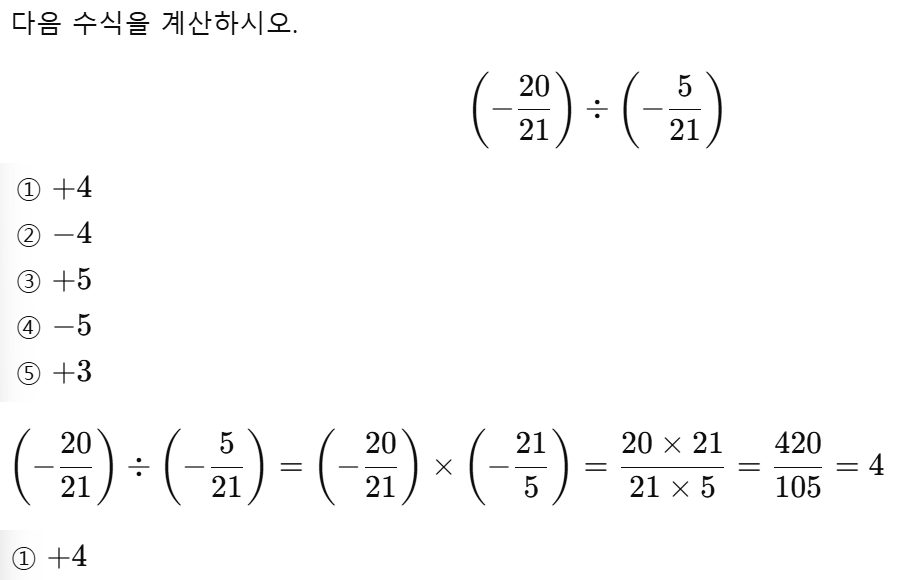 다음 수식을 계산하시오.
(−20/21) ÷ (−5/21)
① +4
② −4
③ +5
④ −5
⑤ +3
(−20/21) ÷ (−5/21) = (−20/21) × (−21/5) = (20 × 21)/(21 × 5) = 420/105 = 4
① +4